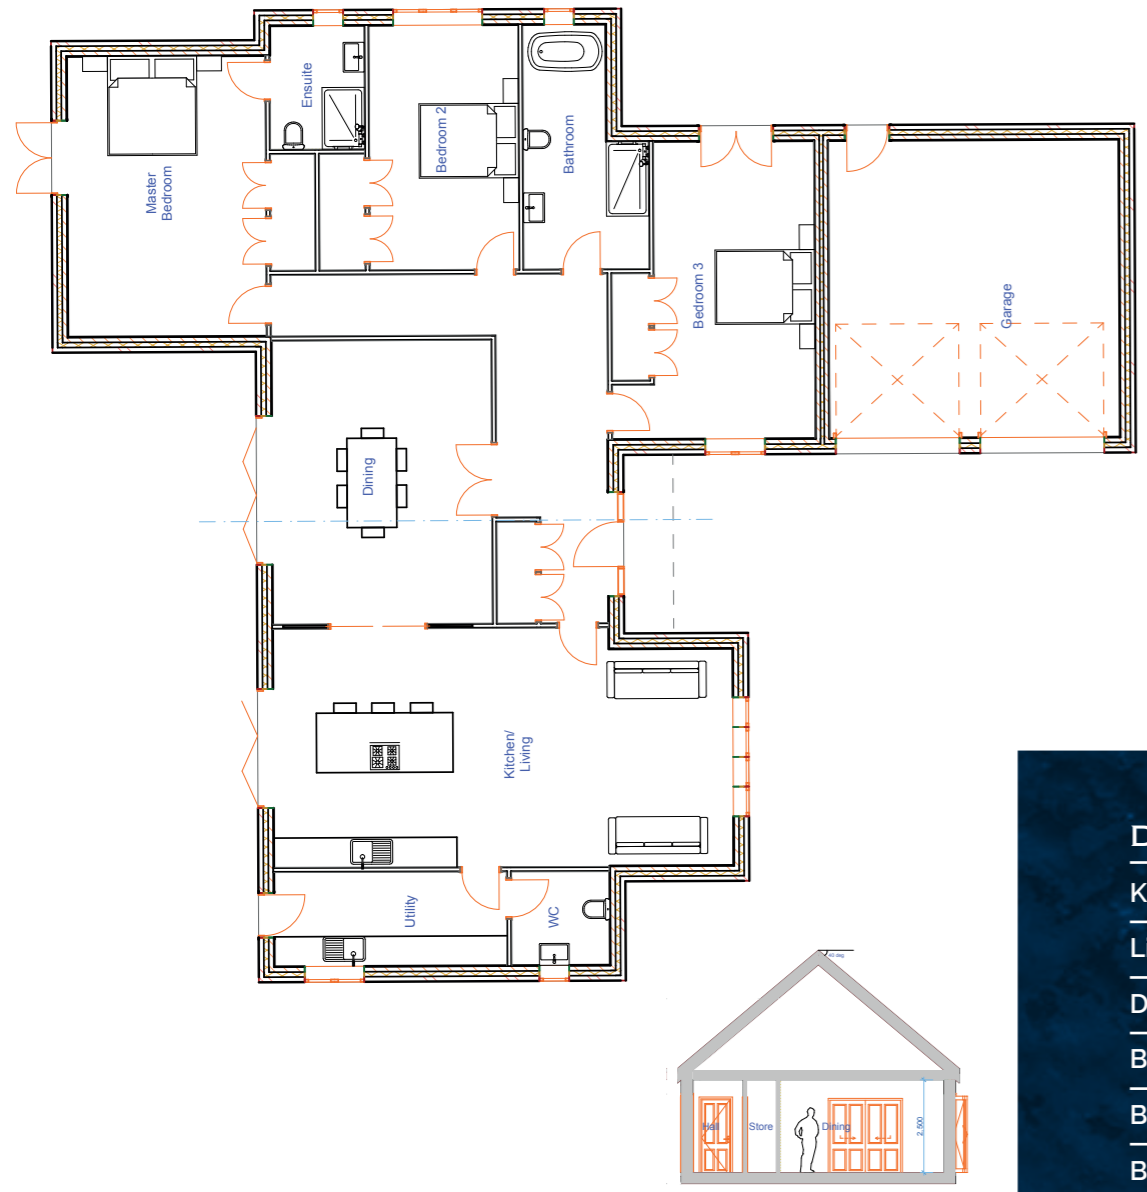 Ensuite
Master
Bedroom
Bedroom 2
Bathroom
Bedroom 3
Garage
Dining
Kitchen/
Living
Utility
WC
40 deg
Hall
Store
Dining
2,500
D
K
L
D
B
B
B